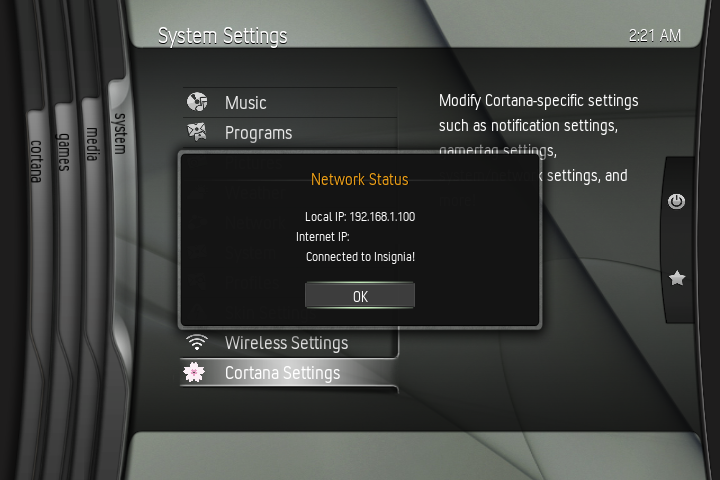 System Settings
2:21 AM
cortana
games
media
system
Music
Programs
Modify Cortana-specific settings
such as notification settings,
gamertag settings,
settings, and
Network Status
Local IP: 192.168.1.100
Internet IP:
Connected to Insignia!
OK
Wireless Settings
Cortana Settings